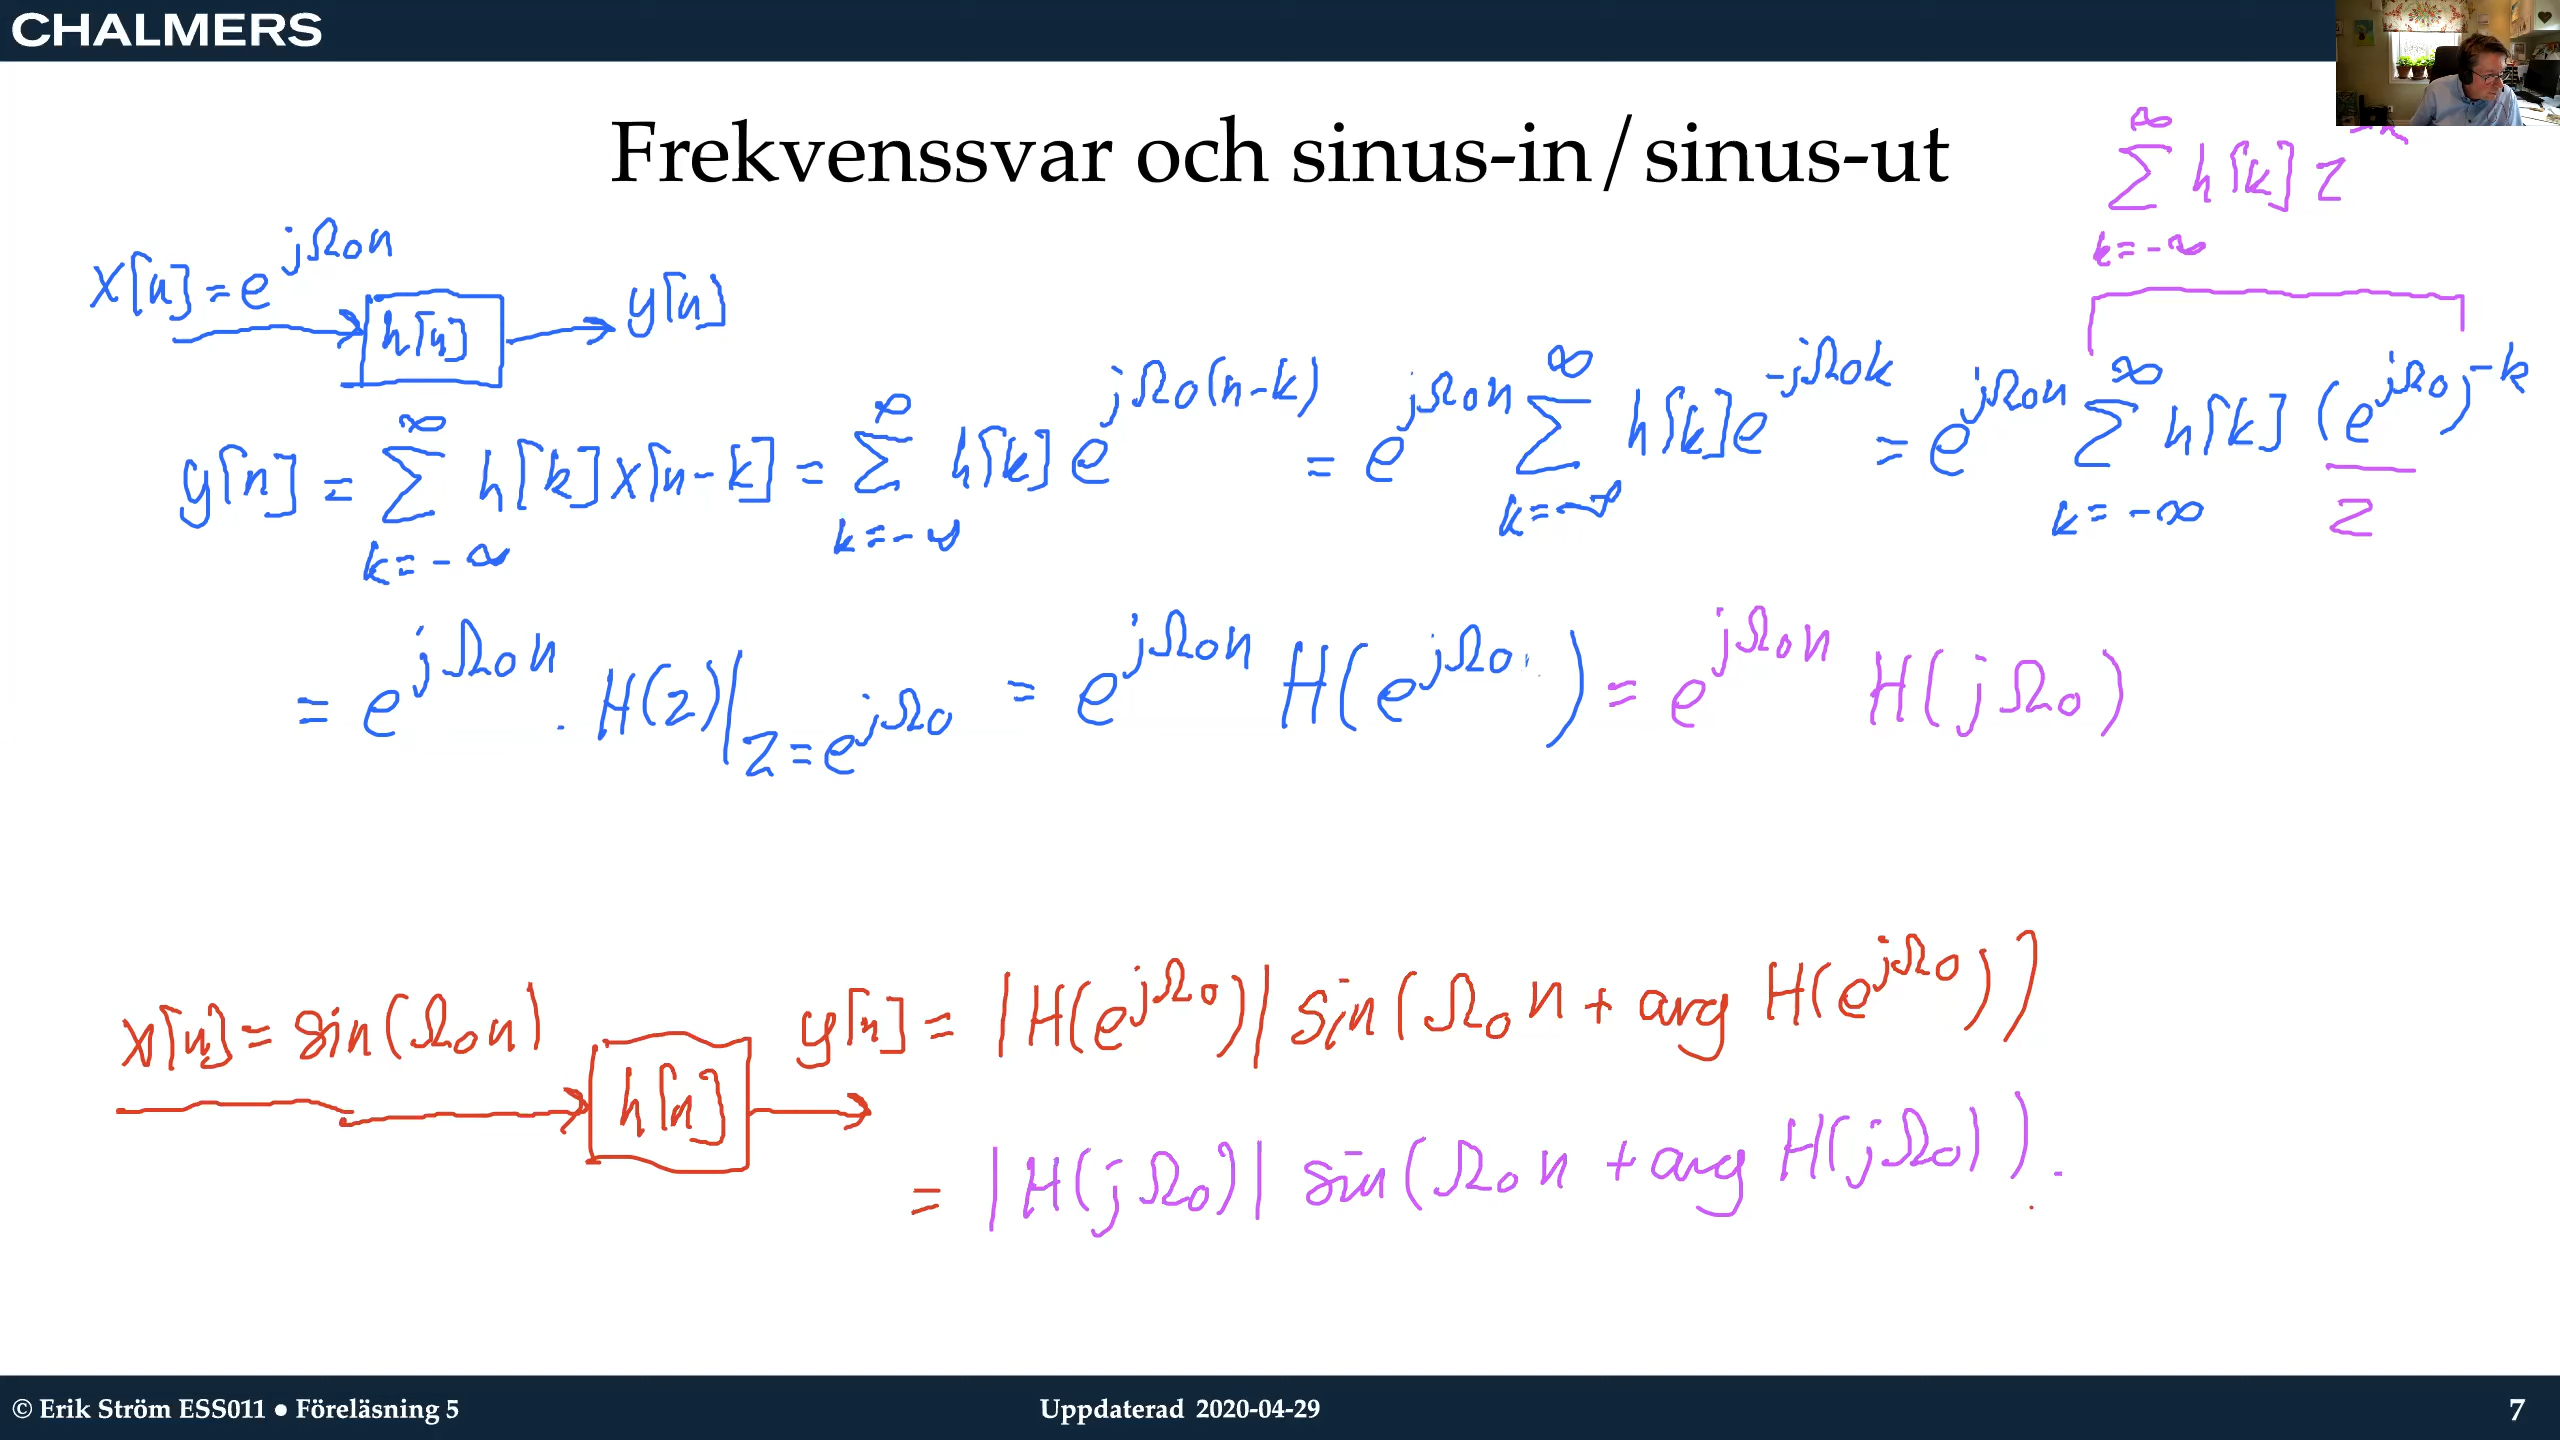 CHALMERS
Frekvenssvar och sinus-in/sinus-ut
∞
Σ h[k] z
k=-∞
x[n] = e^{jΩ₀n}
h[n]
y[n]
y[n] = Σ_{k=-∞}^{∞} h[k]x[n-k] = Σ_{k=-∞}^{∞} h[k] e^{jΩ₀(n-k)} = e^{jΩ₀n} Σ_{k=-∞}^{∞} h[k]e^{-jΩ₀k} = e^{jΩ₀n} Σ_{k=-∞}^{∞} h[k] (e^{jΩ₀})^{-k}
z
= e^{jΩ₀n} · H(z)|_{z=e^{jΩ₀}} = e^{jΩ₀n} H(e^{jΩ₀}) = e^{jΩ₀n} H(jΩ₀)
x[n] = sin(Ω₀n)
h[n]
y[n] = |H(e^{jΩ₀})| sin(Ω₀n + arg H(e^{jΩ₀}))
= |H(jΩ₀)| sin(Ω₀n + arg H(jΩ₀)).
© Erik Ström ESS011 ● Föreläsning 5
Uppdaterad 2020-04-29
7